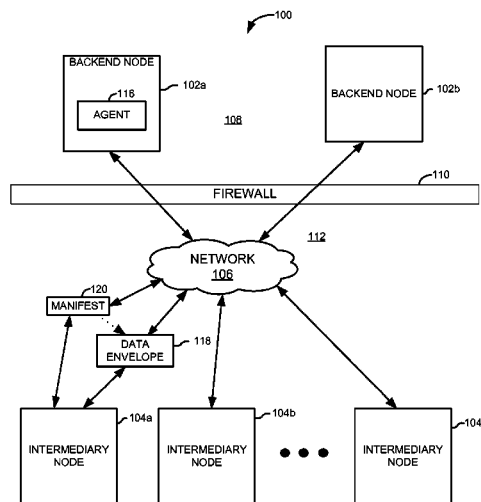 100
BACKEND NODE
116
AGENT
102a
BACKEND NODE
102b
108
110
FIREWALL
112
NETWORK
106
120
MANIFEST
118
DATA
ENVELOPE
104a
INTERMEDIARY
NODE
104b
INTERMEDIARY
NODE
104
INTERMEDIARY
NODE